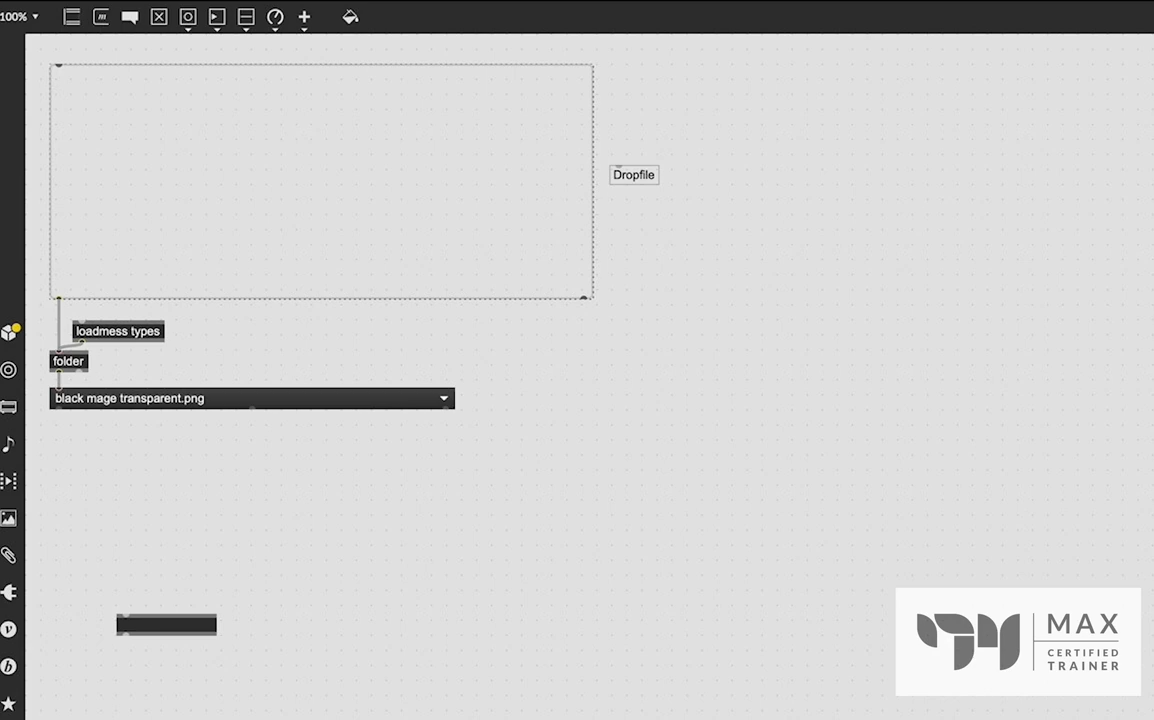 100%
Dropfile
loadmess types
folder
black mage transparent.png
MAX
CERTIFIED
TRAINER